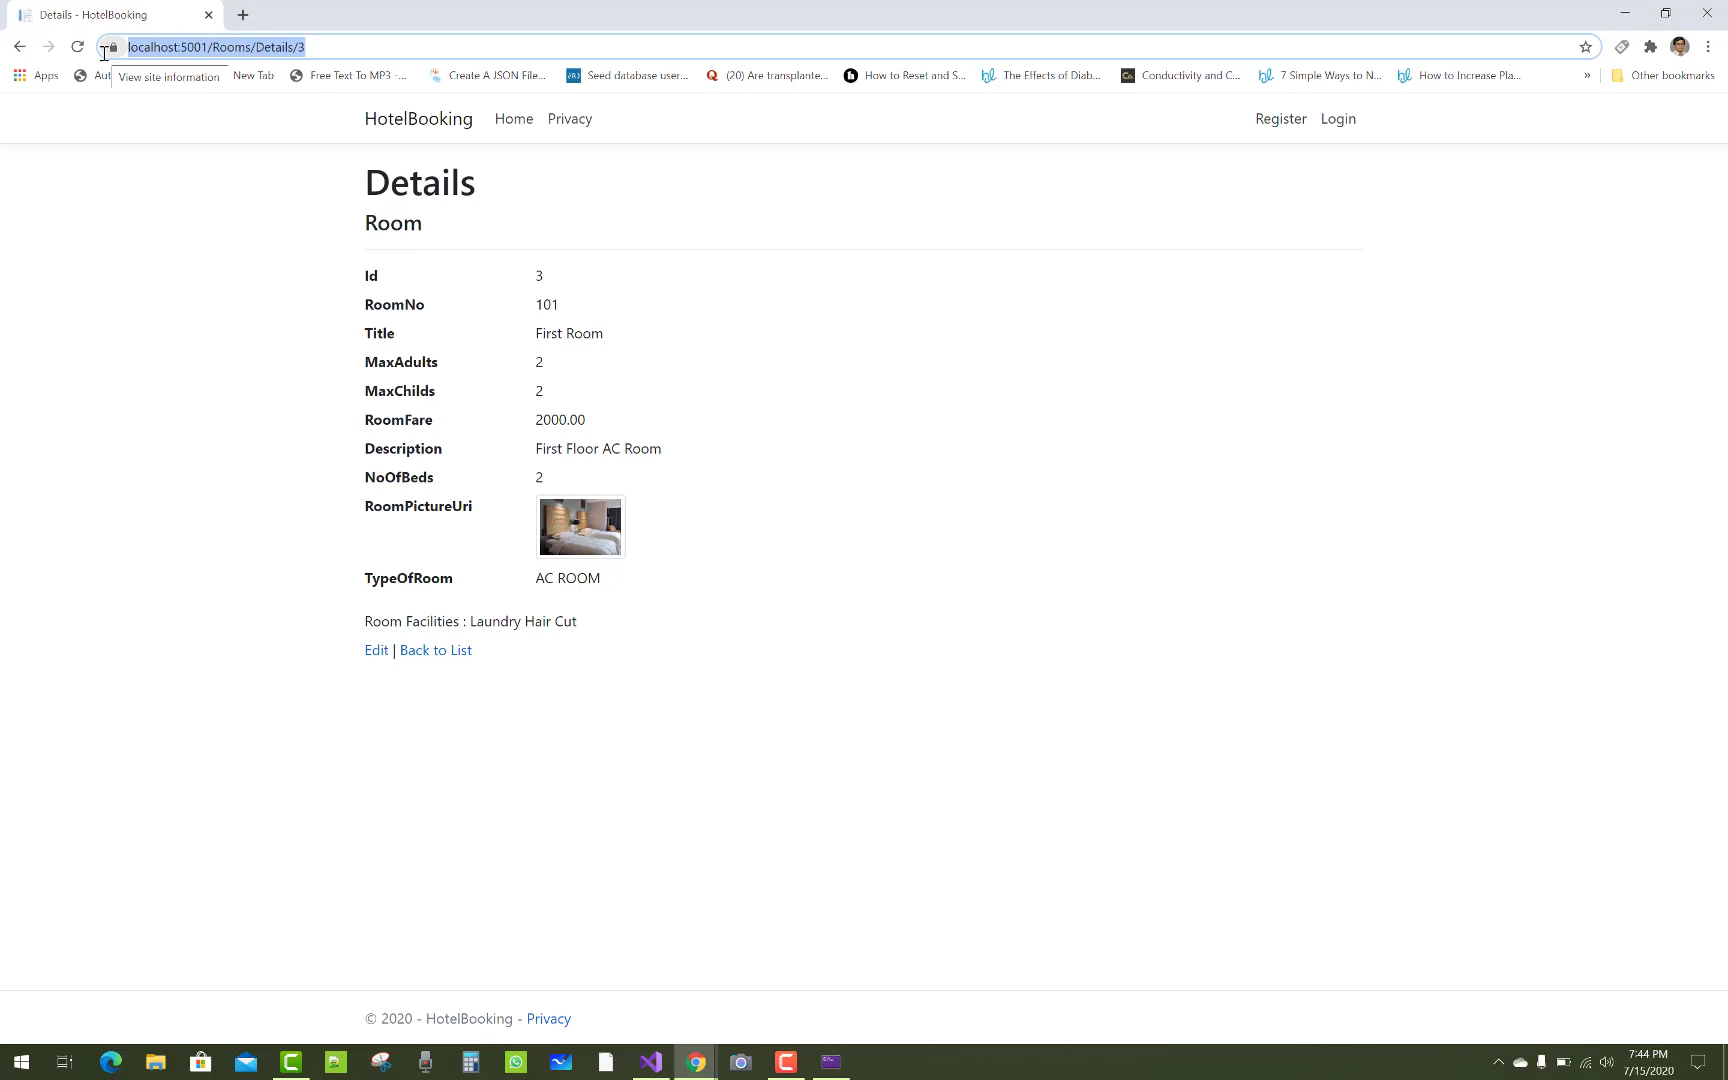 Details - HotelBooking
localhost:5001/Rooms/Details/3
Apps
Aut
View site information
New Tab
Free Text To MP3 -...
Create A JSON File...
Seed database user...
(20) Are transplante...
How to Reset and S...
The Effects of Diab...
Conductivity and C...
7 Simple Ways to N...
How to Increase Pla...
»
Other bookmarks
HotelBooking
Home
Privacy
Register
Login
Details
Room
Id 3
RoomNo 101
Title First Room
MaxAdults 2
MaxChilds 2
RoomFare 2000.00
Description First Floor AC Room
NoOfBeds 2
RoomPictureUri
TypeOfRoom AC ROOM
Room Facilities : Laundry Hair Cut
Edit | Back to List
© 2020 - HotelBooking - Privacy
7:44 PM
7/15/2020